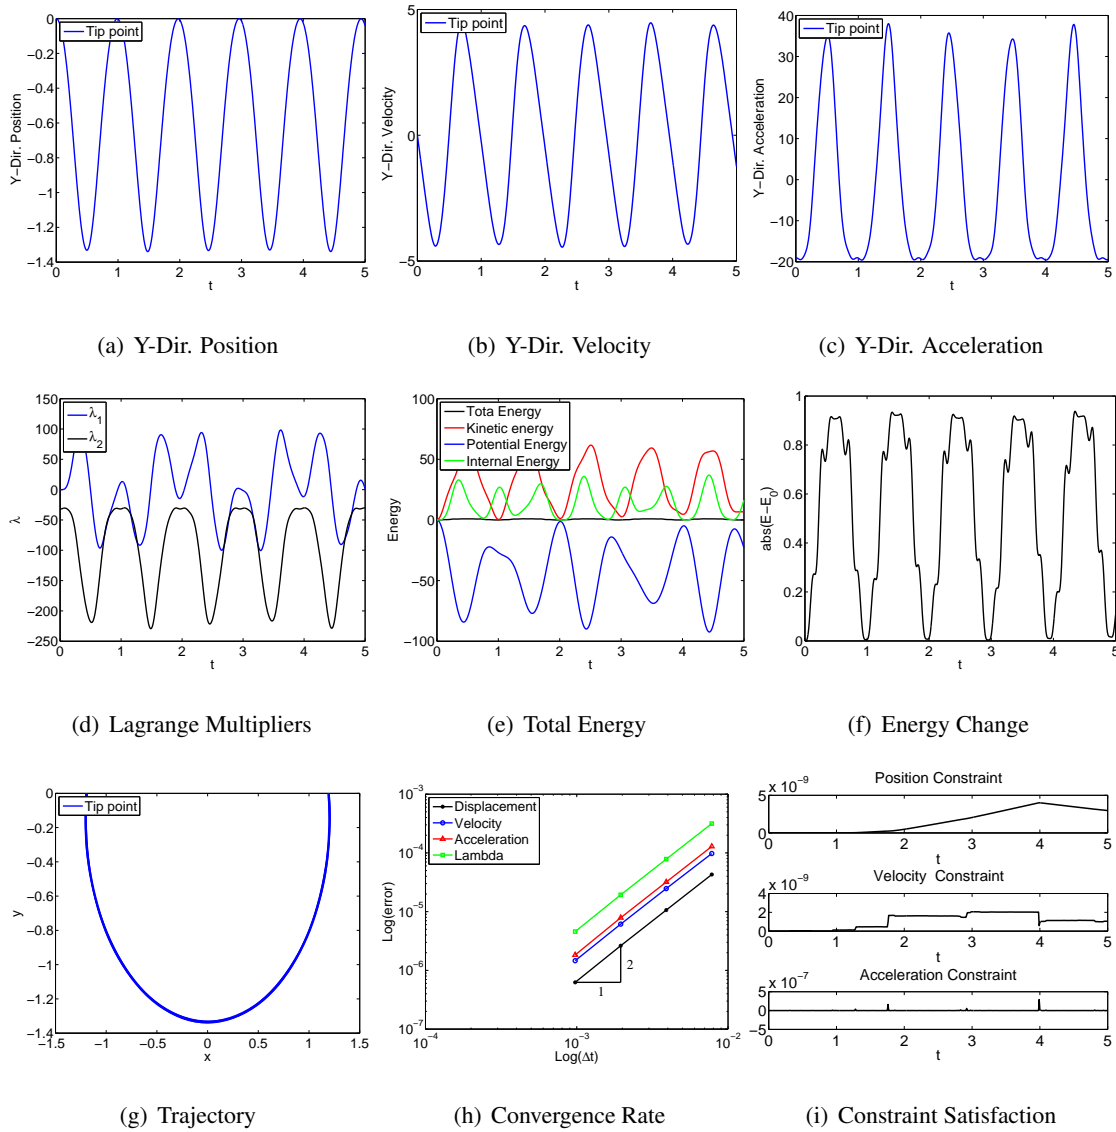 0
−0.2
−0.4
−0.6
−0.8
−1
−1.2
−1.4
Y−Dir. Position
Tip point
0 1 2 3 4 5
t
(a) Y-Dir. Position
5
0
−5
Y−Dir. Velocity
Tip point
0 1 2 3 4 5
t
(b) Y-Dir. Velocity
40
30
20
10
0
−10
−20
Y−Dir. Acceleration
Tip point
0 1 2 3 4 5
t
(c) Y-Dir. Acceleration
150
100
50
0
−50
−100
−150
−200
−250
λ
λ1
λ2
0 1 2 3 4 5
t
(d) Lagrange Multipliers
100
50
0
−50
−100
Energy
Tota Energy
Kinetic energy
Potential Energy
Internal Energy
0 1 2 3 4 5
t
(e) Total Energy
1
0.8
0.6
0.4
0.2
0
abs(E−E0)
0 1 2 3 4 5
t
(f) Energy Change
0
−0.2
−0.4
−0.6
−0.8
−1
−1.2
−1.4
y
Tip point
−1.5 −1 −0.5 0 0.5 1 1.5
x
(g) Trajectory
10−3
10−4
10−5
10−6
10−7
Log(error)
Displacement
Velocity
Acceleration
Lambda
2
1
10−4 10−3 10−2
Log(Δt)
(h) Convergence Rate
x 10−9
Position Constraint
5
0
0 1 2 3 4 5
t
x 10−9
Velocity Constraint
4
2
0
0 1 2 3 4 5
t
x 10−7
Acceleration Constraint
5
0
−5
0 1 2 3 4 5
t
(i) Constraint Satisfaction